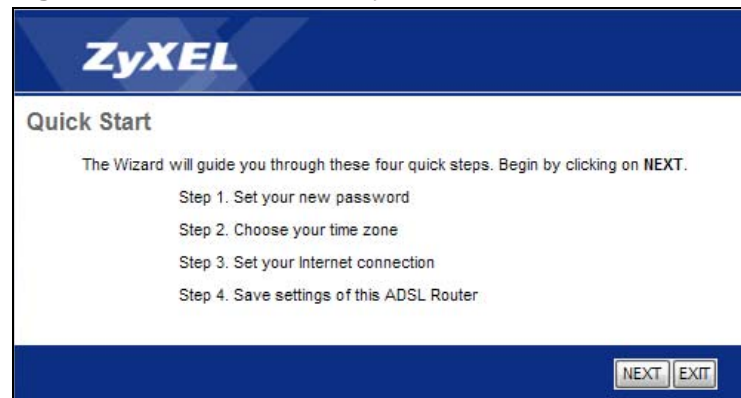 ZyXEL
Quick Start
The Wizard will guide you through these four quick steps. Begin by clicking on NEXT.
Step 1. Set your new password
Step 2. Choose your time zone
Step 3. Set your Internet connection
Step 4. Save settings of this ADSL Router
NEXT EXIT